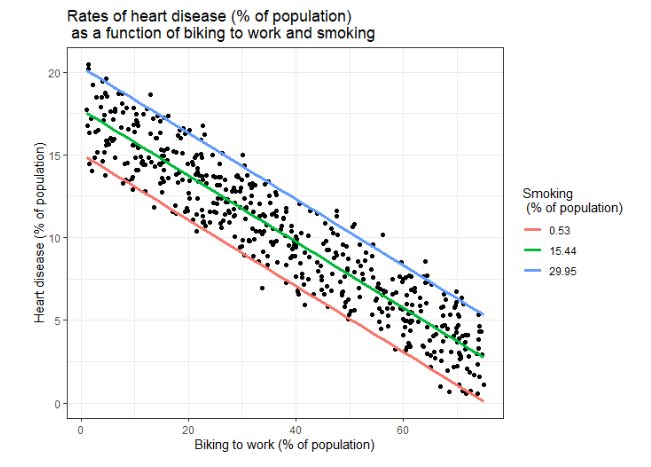 Rates of heart disease (% of population)
as a function of biking to work and smoking
Heart disease (% of population)
20
15
10
5
0
0 20 40 60
Biking to work (% of population)
Smoking
(% of population)
0.53
15.44
29.95